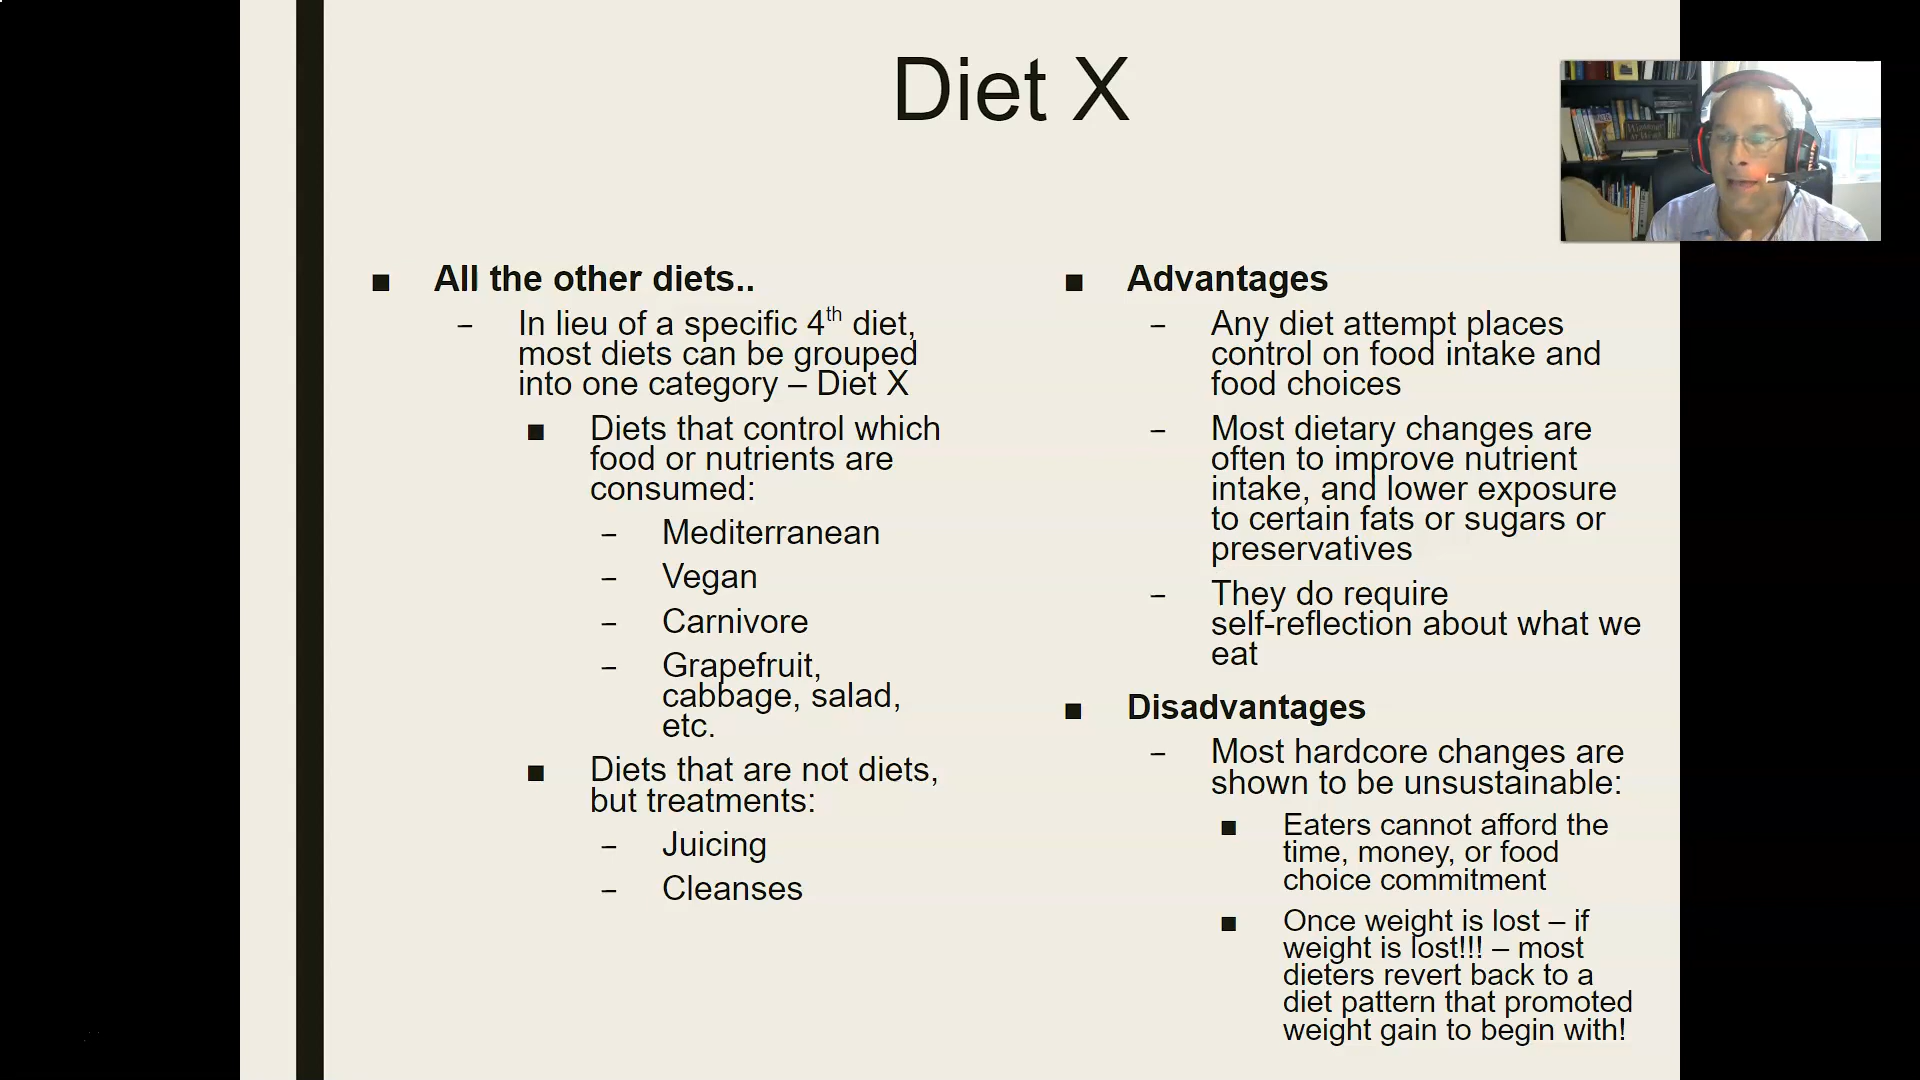 Diet X
■ All the other diets..
– In lieu of a specific 4th diet,
most diets can be grouped
into one category – Diet X
■ Diets that control which
food or nutrients are
consumed:
– Mediterranean
– Vegan
– Carnivore
– Grapefruit,
cabbage, salad,
etc.
■ Diets that are not diets,
but treatments:
– Juicing
– Cleanses
■ Advantages
– Any diet attempt places
control on food intake and
food choices
– Most dietary changes are
often to improve nutrient
intake, and lower exposure
to certain fats or sugars or
preservatives
– They do require
self-reflection about what we
eat
■ Disadvantages
– Most hardcore changes are
shown to be unsustainable:
■ Eaters cannot afford the
time, money, or food
choice commitment
■ Once weight is lost – if
weight is lost!!! – most
dieters revert back to a
diet pattern that promoted
weight gain to begin with!